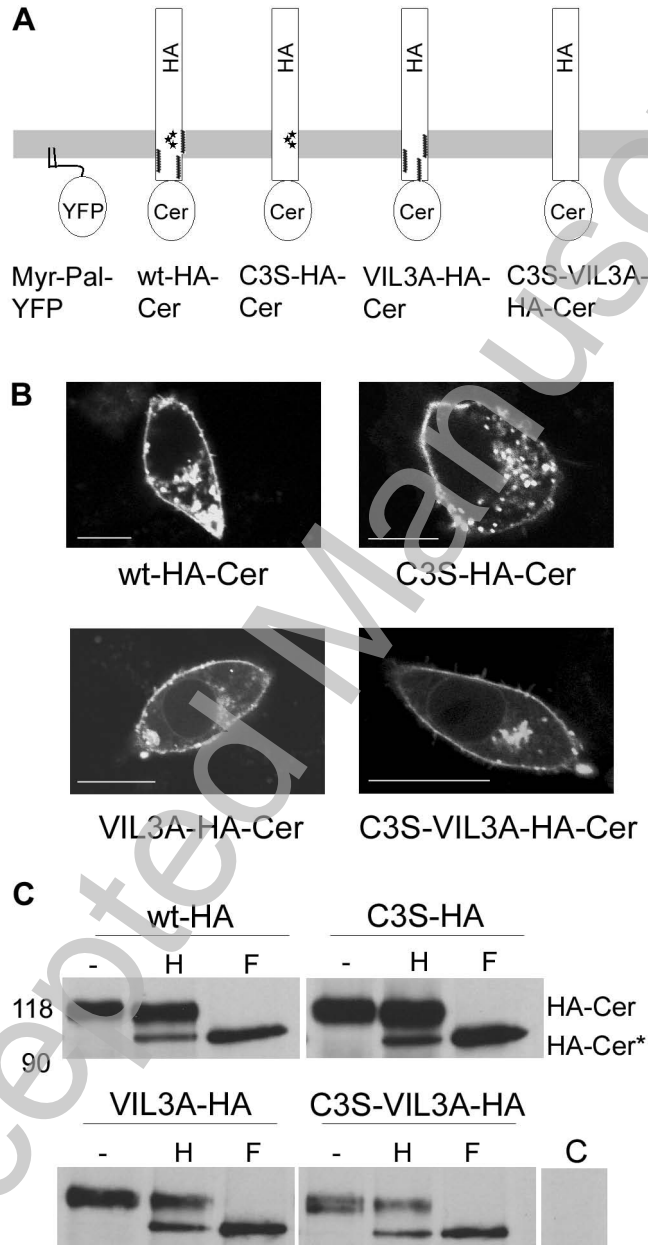 A
HA HA HA HA
YFP Cer Cer Cer Cer
Myr-Pal-YFP wt-HA-Cer C3S-HA-Cer VIL3A-HA-Cer C3S-VIL3A-HA-Cer
B
wt-HA-Cer C3S-HA-Cer
VIL3A-HA-Cer C3S-VIL3A-HA-Cer
C
wt-HA C3S-HA
- H F - H F
118 HA-Cer
90 HA-Cer*
VIL3A-HA C3S-VIL3A-HA
- H F - H F C
cepted Manusc